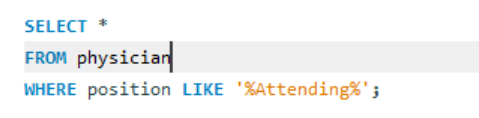 SELECT *
FROM physician
WHERE position LIKE '%Attending%';